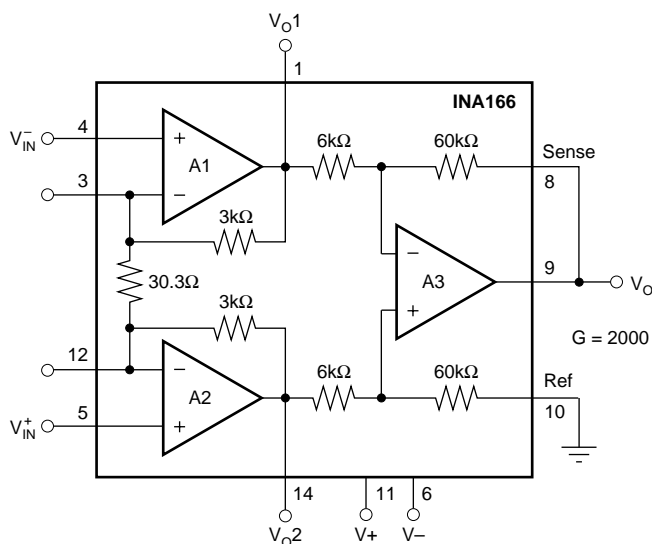 V_O1
1
INA166
V_IN^−
4
+
A1
6kΩ
60kΩ
Sense
8
3
−
3kΩ
30.3Ω
−
A3
9
V_O
+
G = 2000
3kΩ
12
−
6kΩ
60kΩ
Ref
10
A2
V_IN^+
5
+
14
11
6
V_O2
V+
V−